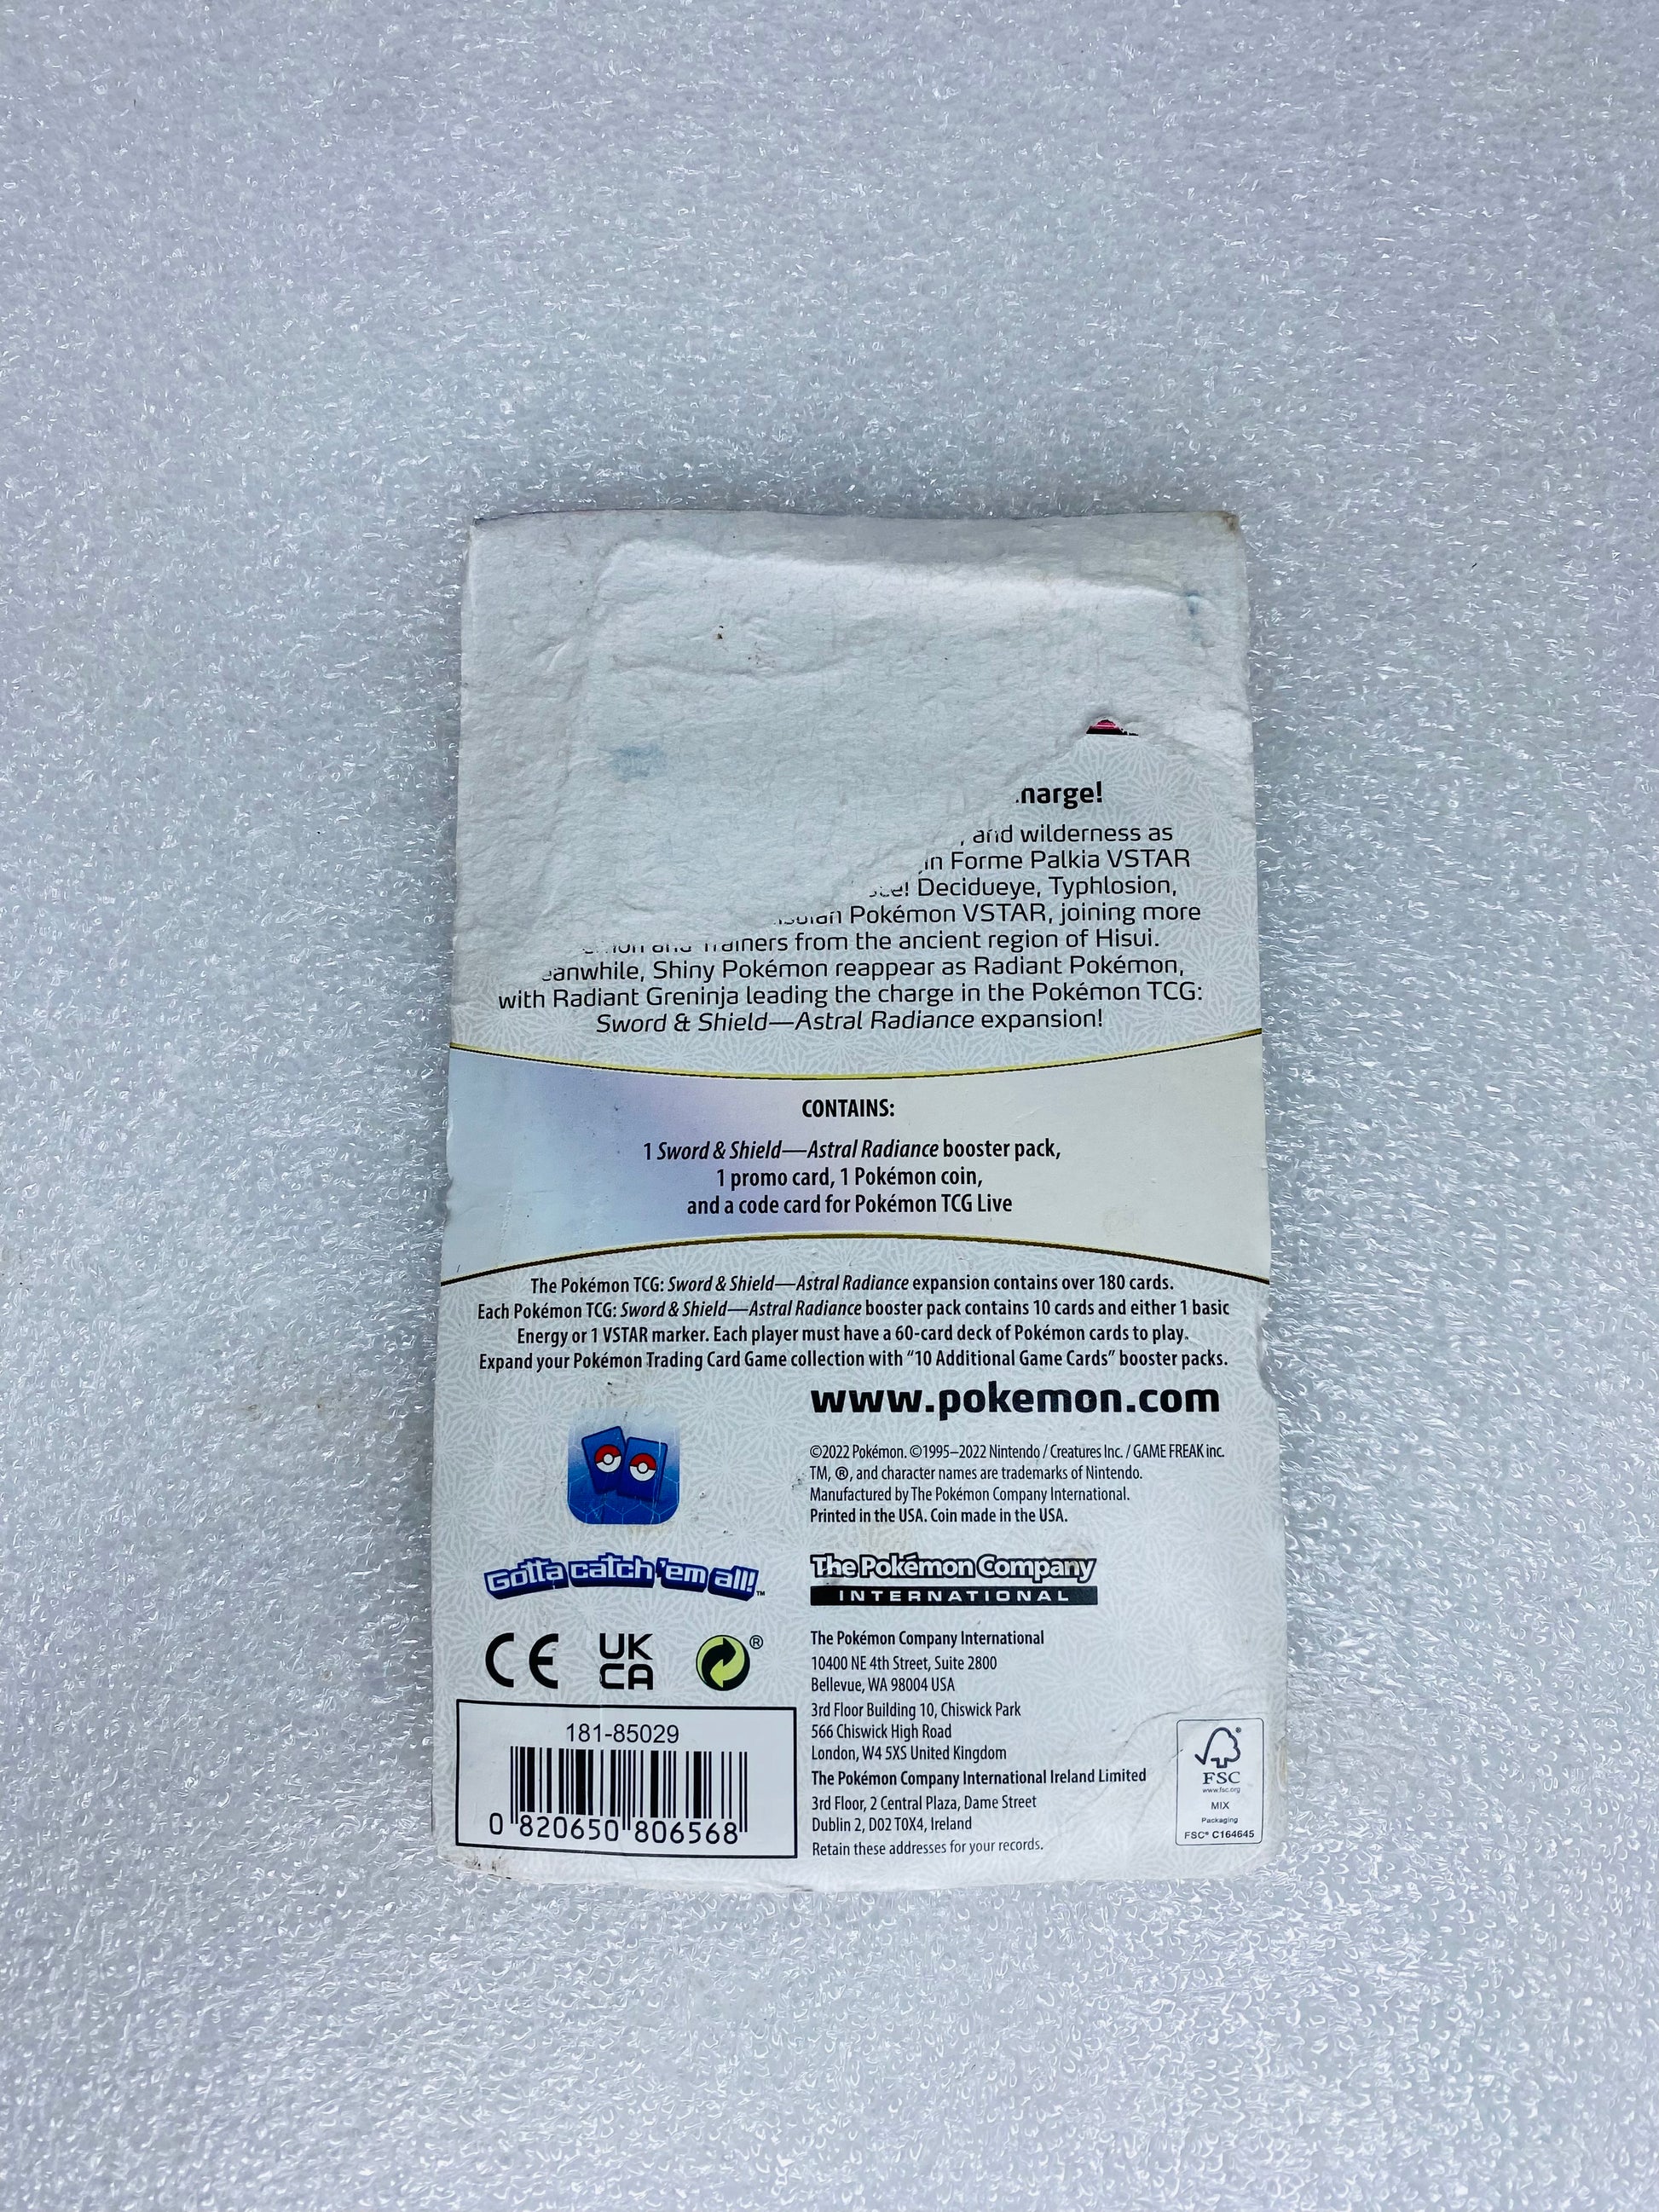 and wilderness as
Forme Palkia VSTAR
Decidueye, Typhlosion,
Pokémon VSTAR, joining more
and Trainers from the ancient region of Hisui.
Shiny Pokémon reappear as Radiant Pokémon,
with Radiant Greninja leading the charge in the Pokémon TCG:
Sword & Shield—Astral Radiance expansion!
CONTAINS:
1 Sword & Shield—Astral Radiance booster pack,
1 promo card, 1 Pokémon coin,
and a code card for Pokémon TCG Live
The Pokémon TCG: Sword & Shield—Astral Radiance expansion contains over 180 cards.
Each Pokémon TCG: Sword & Shield—Astral Radiance booster pack contains 10 cards and either 1 basic
Energy or 1 VSTAR marker. Each player must have a 60-card deck of Pokémon cards to play.
Expand your Pokémon Trading Card Game collection with “10 Additional Game Cards” booster packs.
www.pokemon.com
©2022 Pokémon. ©1995–2022 Nintendo / Creatures Inc. / GAME FREAK inc.
TM, ®, and character names are trademarks of Nintendo.
Manufactured by The Pokémon Company International.
Printed in the USA. Coin made in the USA.
Gotta catch 'em all!™
The Pokémon Company
INTERNATIONAL
CE
UK
CA
®
The Pokémon Company International
10400 NE 4th Street, Suite 2800
Bellevue, WA 98004 USA
3rd Floor Building 10, Chiswick Park
566 Chiswick High Road
London, W4 5XS United Kingdom
The Pokémon Company International Ireland Limited
3rd Floor, 2 Central Plaza, Dame Street
Dublin 2, D02 T0X4, Ireland
Retain these addresses for your records.
181-85029
0 820650 806568
®
FSC
www.fsc.org
MIX
Packaging
FSC® C164645